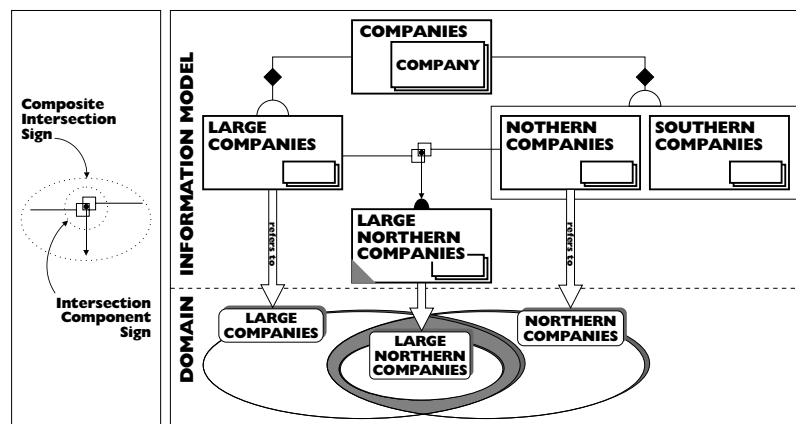 Composite
Intersection
Sign
Intersection
Component
Sign
INFORMATION MODEL
DOMAIN
COMPANIES
COMPANY
LARGE
COMPANIES
NOTHERN
COMPANIES
SOUTHERN
COMPANIES
LARGE
NORTHERN
COMPANIES
refers to
refers to
LARGE
COMPANIES
LARGE
NORTHERN
COMPANIES
NORTHERN
COMPANIES